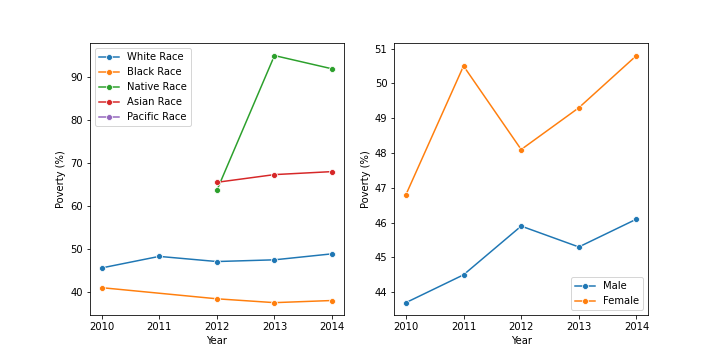 White Race
Black Race
Native Race
Asian Race
Pacific Race
Poverty (%)
90
80
70
60
50
40
2010 2011 2012 2013 2014
Year
Poverty (%)
51
50
49
48
47
46
45
44
Male
Female
2010 2011 2012 2013 2014
Year